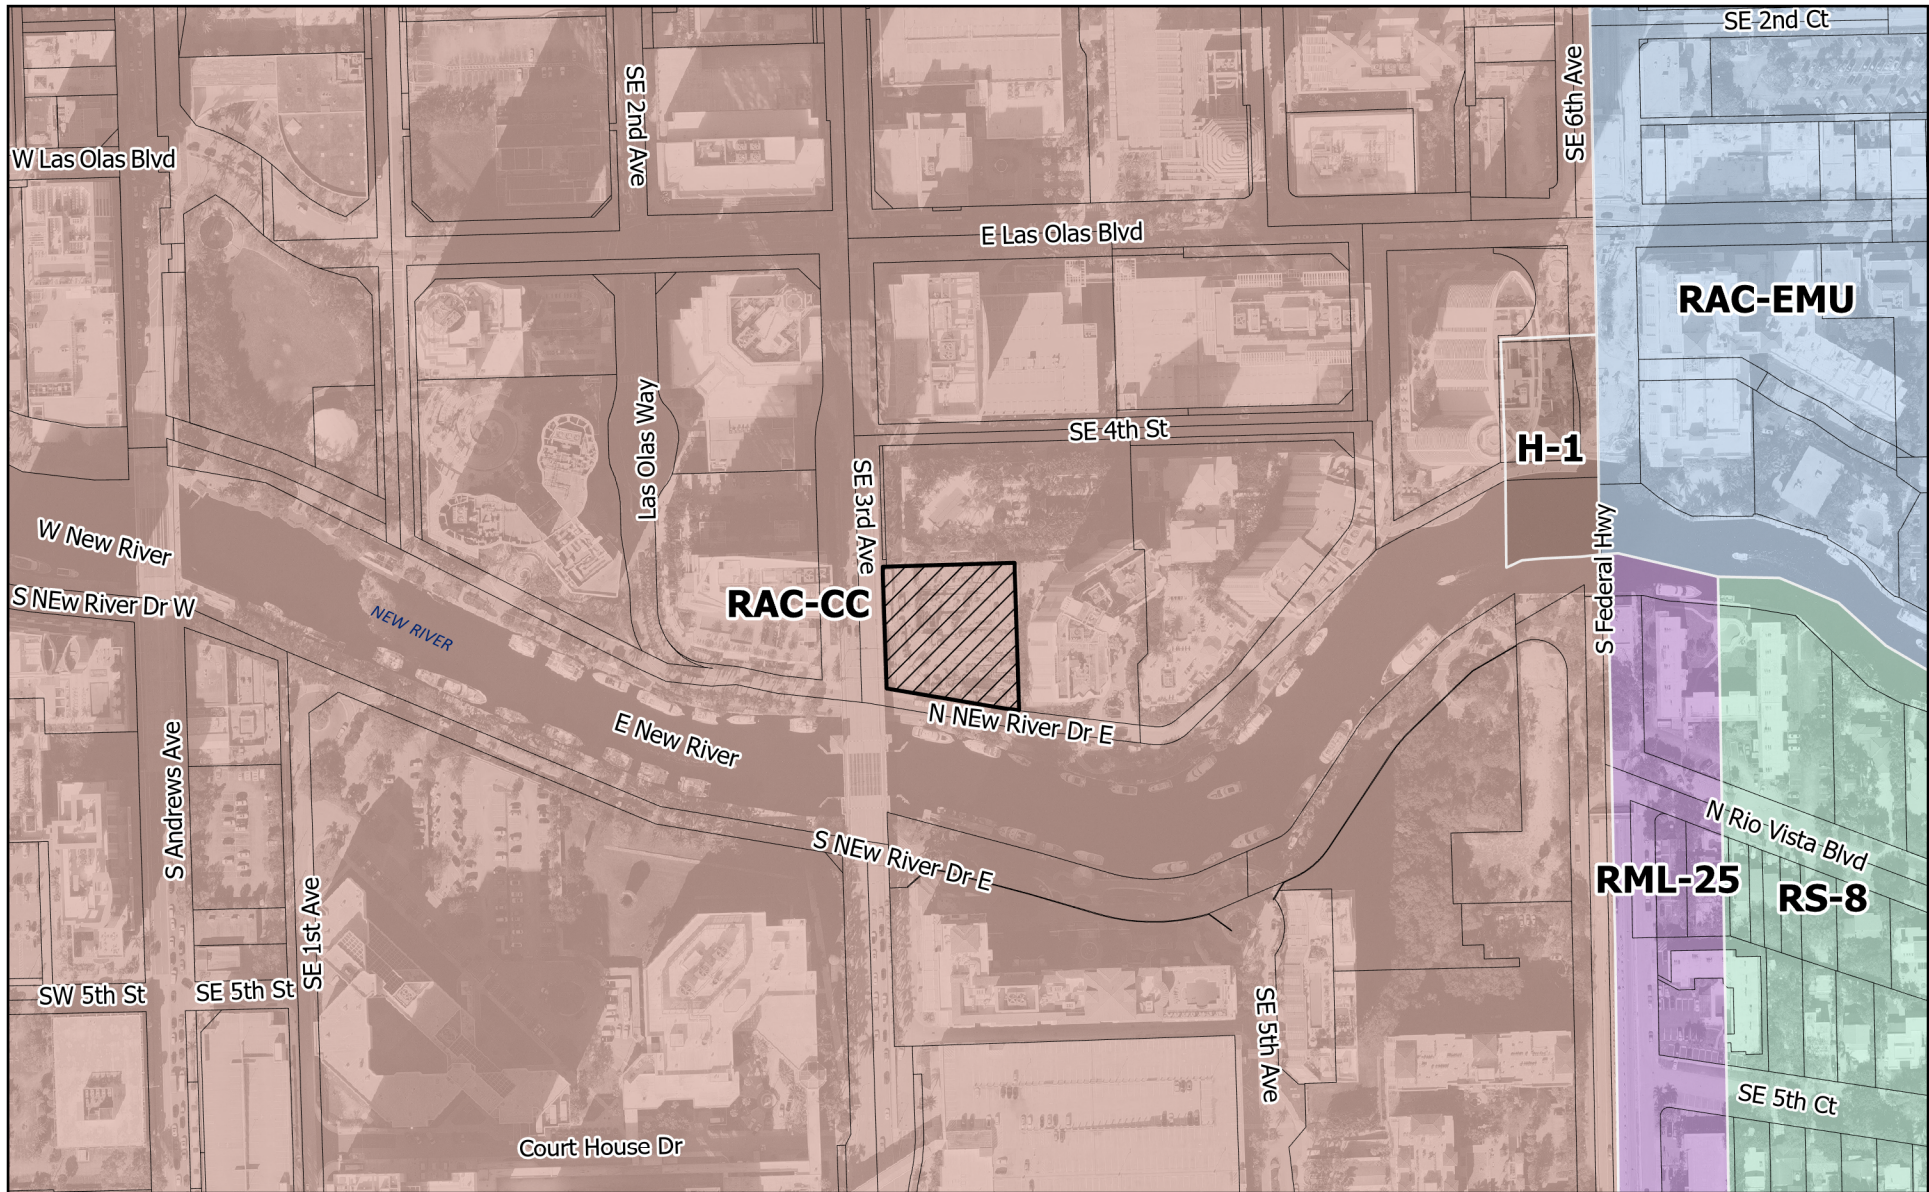 SE 2nd Ct
SE 2nd Ave
SE 6th Ave
W Las Olas Blvd
E Las Olas Blvd
RAC-EMU
Las Olas Way
SE 4th St
H-1
SE 3rd Ave
W New River
S NEw River Dr W
NEW RIVER
RAC-CC
S Federal Hwy
N NEw River Dr E
E New River
S Andrews Ave
S NEw River Dr E
N Rio Vista Blvd
RML-25
RS-8
SE 1st Ave
SW 5th St
SE 5th St
SE 5th Ave
SE 5th Ct
Court House Dr